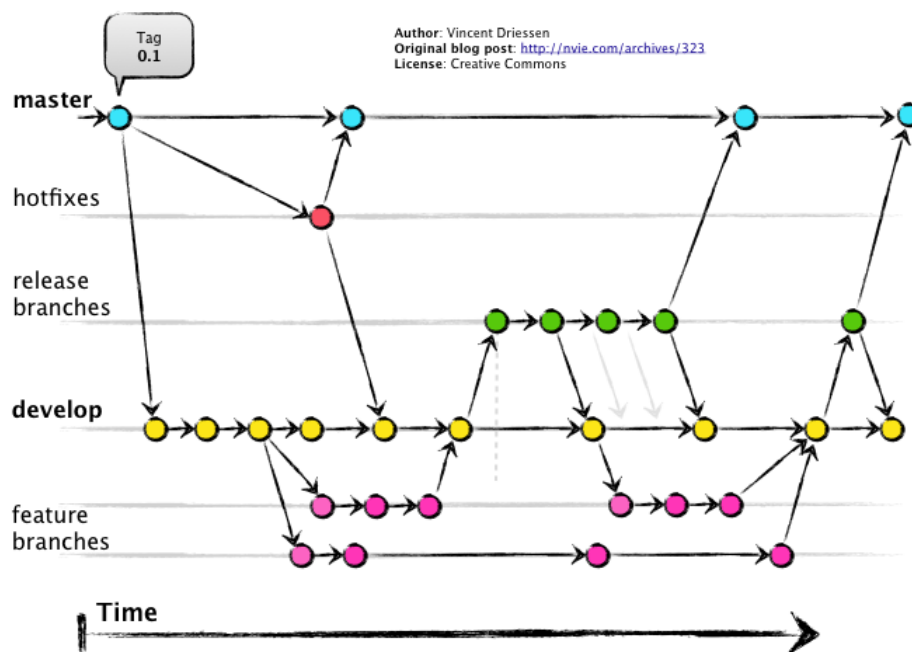 Tag
0.1
Author: Vincent Driessen
Original blog post: http://nvie.com/archives/323
License: Creative Commons
master
hotfixes
release
branches
develop
feature
branches
Time